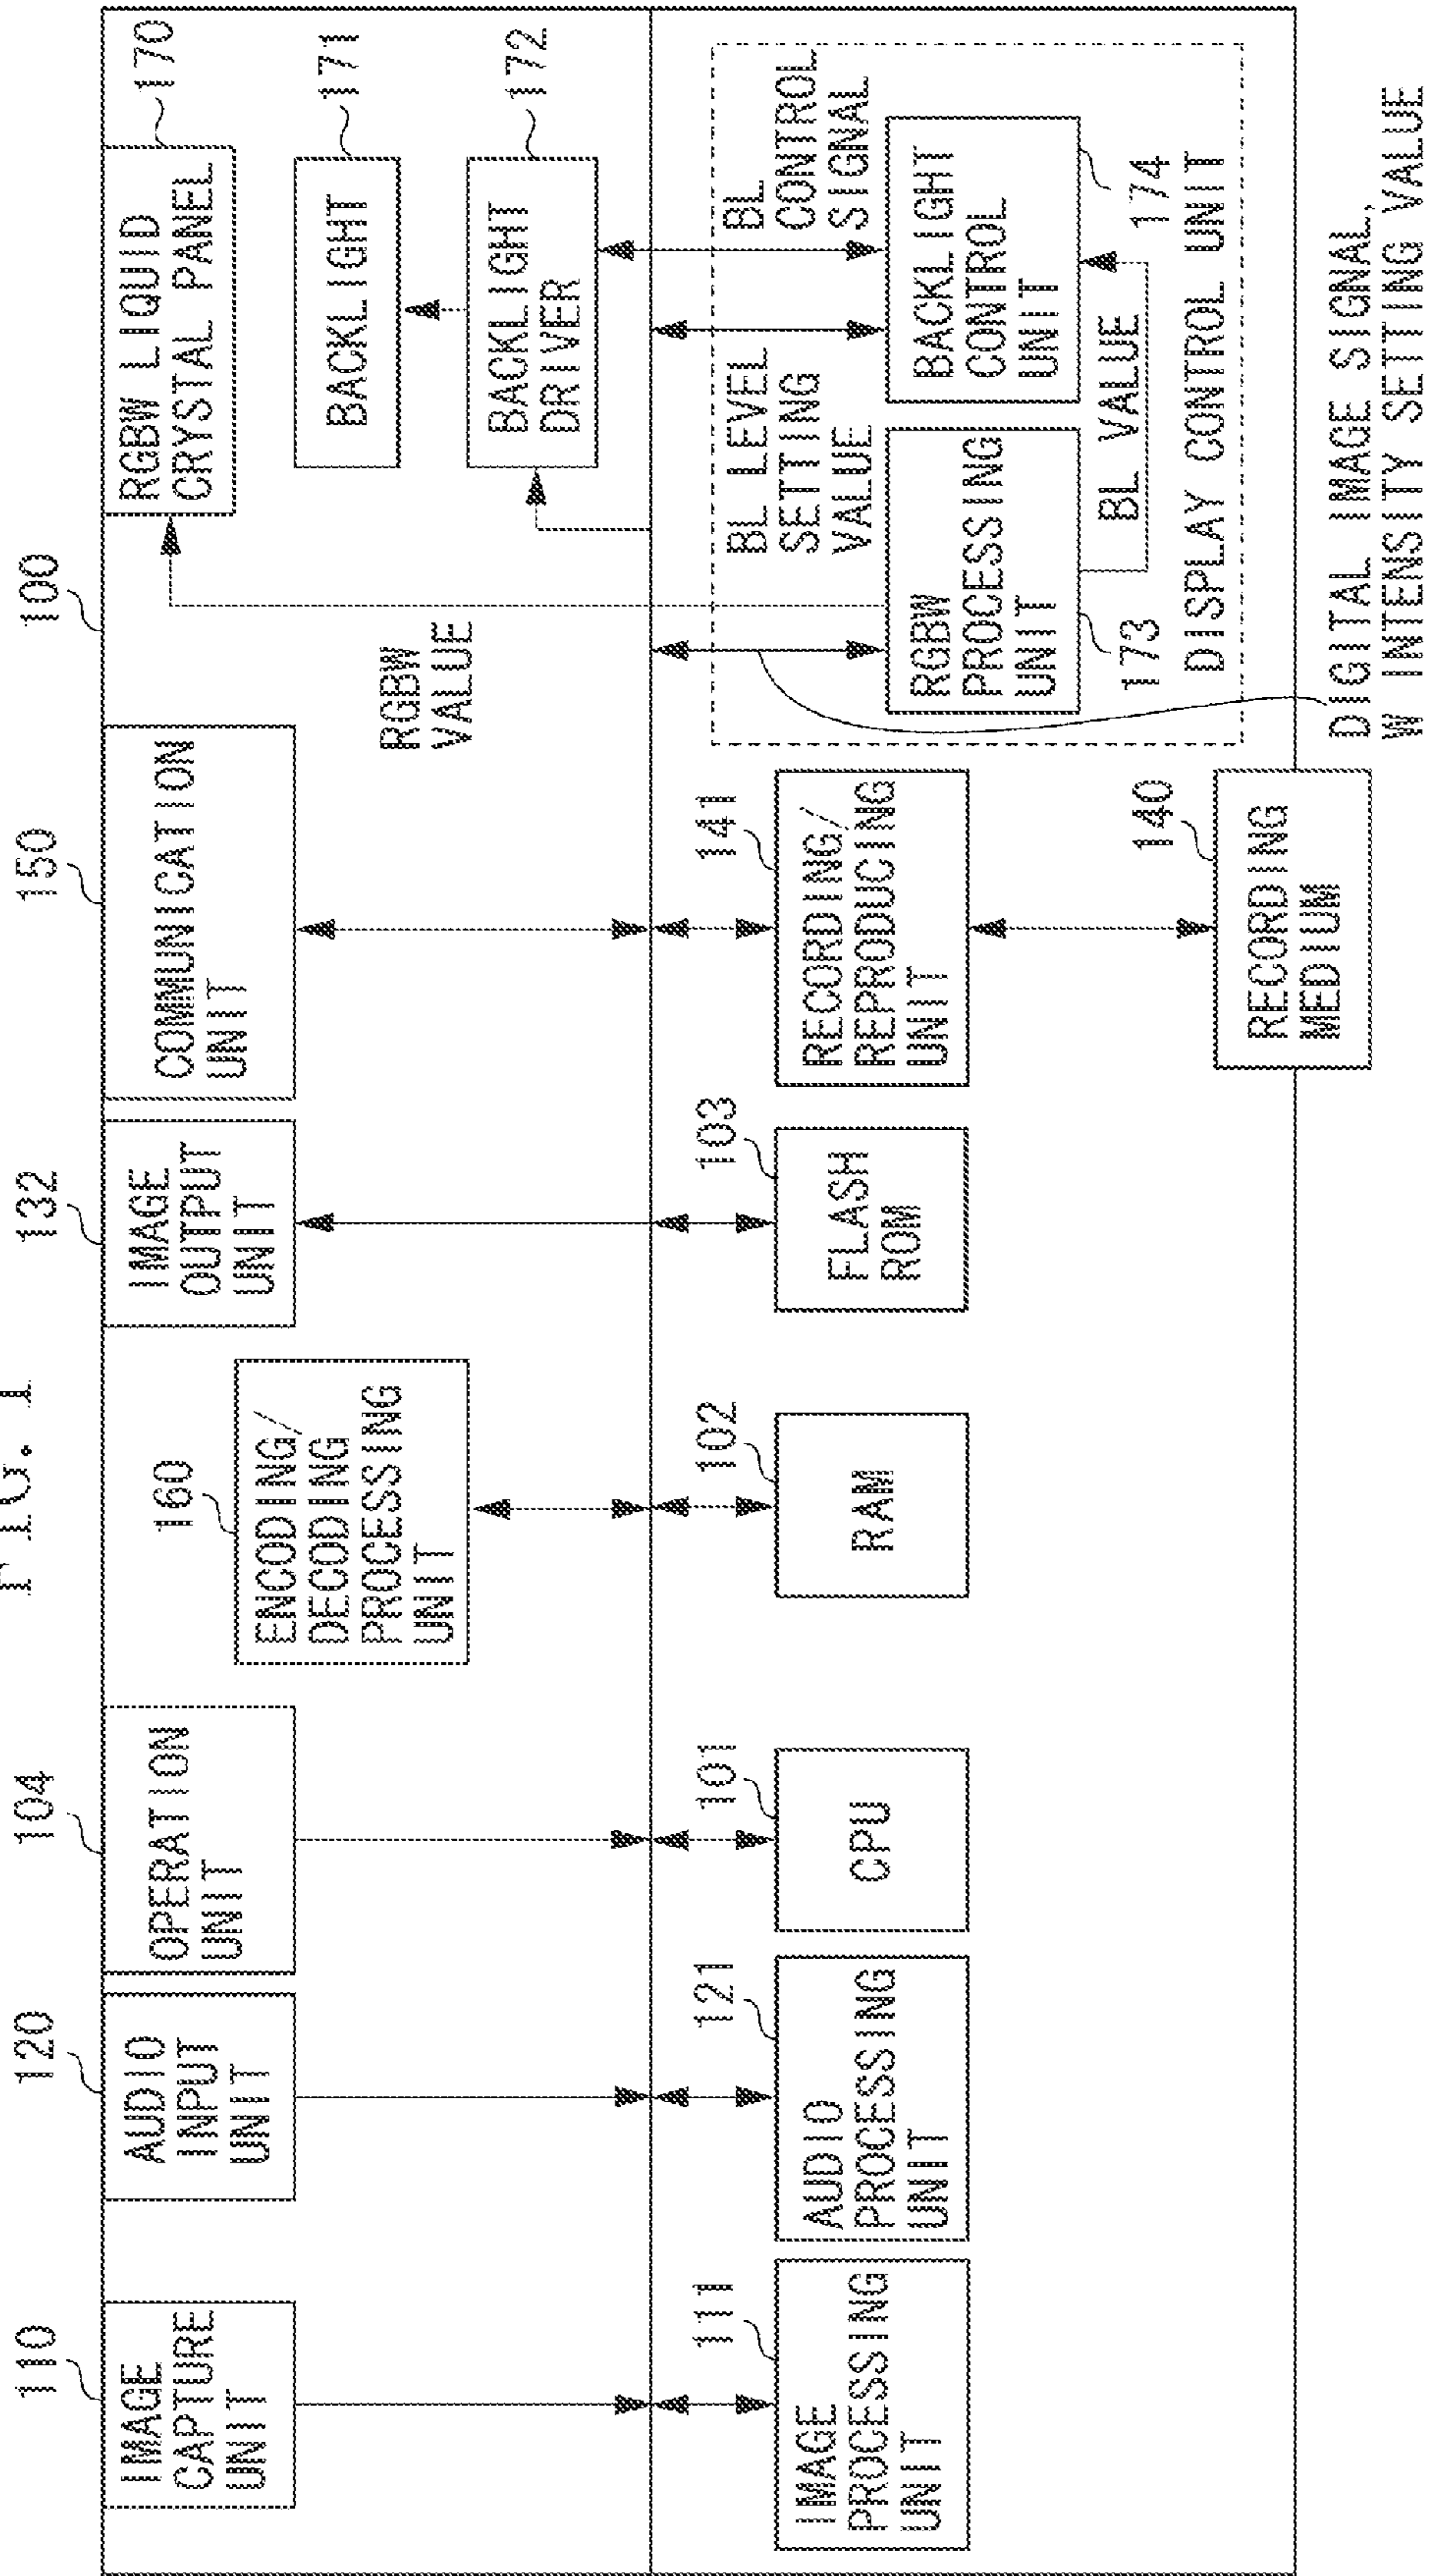 FIG. 1
100
110
IMAGE
CAPTURE
UNIT
120
AUDIO
INPUT
UNIT
104
OPERATION
UNIT
160
ENCODING/
DECODING
PROCESSING
UNIT
132
IMAGE
OUTPUT
UNIT
150
COMMUNICATION
UNIT
RGBW
VALUE
RGBW LIQUID
CRYSTAL PANEL
170
BACKLIGHT
171
BACKLIGHT
DRIVER
172
111
IMAGE
PROCESSING
UNIT
121
AUDIO
PROCESSING
UNIT
101
CPU
102
RAM
103
FLASH
ROM
141
RECORDING/
REPRODUCING
UNIT
140
RECORDING
MEDIUM
BL LEVEL
SETTING
VALUE
BL
CONTROL
SIGNAL
RGBW
PROCESSING
UNIT
173
BACKLIGHT
CONTROL
UNIT
174
BL VALUE
DISPLAY CONTROL UNIT
DIGITAL IMAGE SIGNAL,
W INTENSITY SETTING VALUE